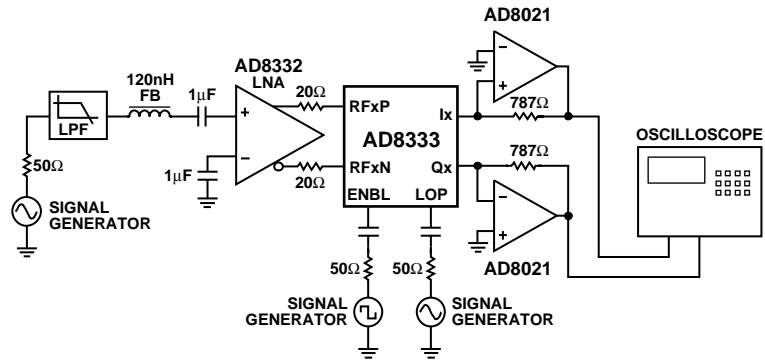 AD8021
120nH
FB
AD8332
LNA
1μF
20Ω
LPF
RFxP
Ix
787Ω
AD8333
OSCILLOSCOPE
50Ω
1μF
20Ω
RFxN
Qx
787Ω
ENBL
LOP
SIGNAL
GENERATOR
AD8021
50Ω
50Ω
SIGNAL
GENERATOR
SIGNAL
GENERATOR
+
−
−
+
−
+